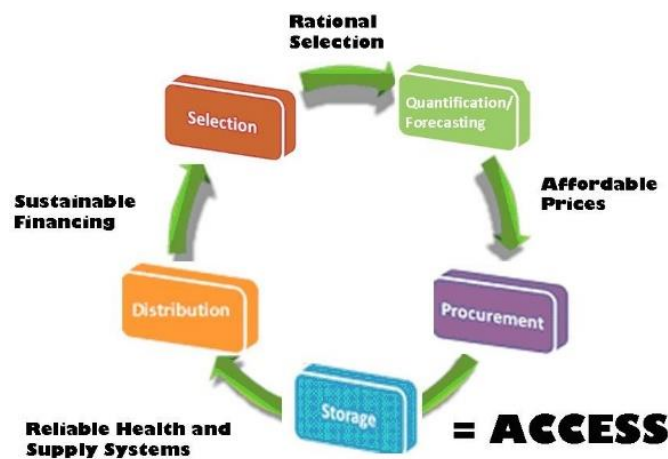 Rational
Selection
Selection
Quantification/
Forecasting
Sustainable
Financing
Affordable
Prices
Distribution
Procurement
Storage
Reliable Health and
Supply Systems
= ACCESS